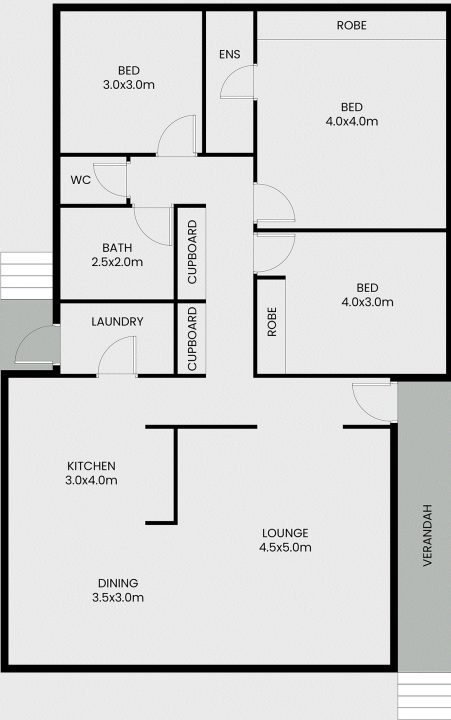 ROBE
ENS
BED
3.0x3.0m
BED
4.0x4.0m
WC
BATH
2.5x2.0m
CUPBOARD
BED
4.0x3.0m
ROBE
LAUNDRY
CUPBOARD
KITCHEN
3.0x4.0m
LOUNGE
4.5x5.0m
VERANDAH
DINING
3.5x3.0m